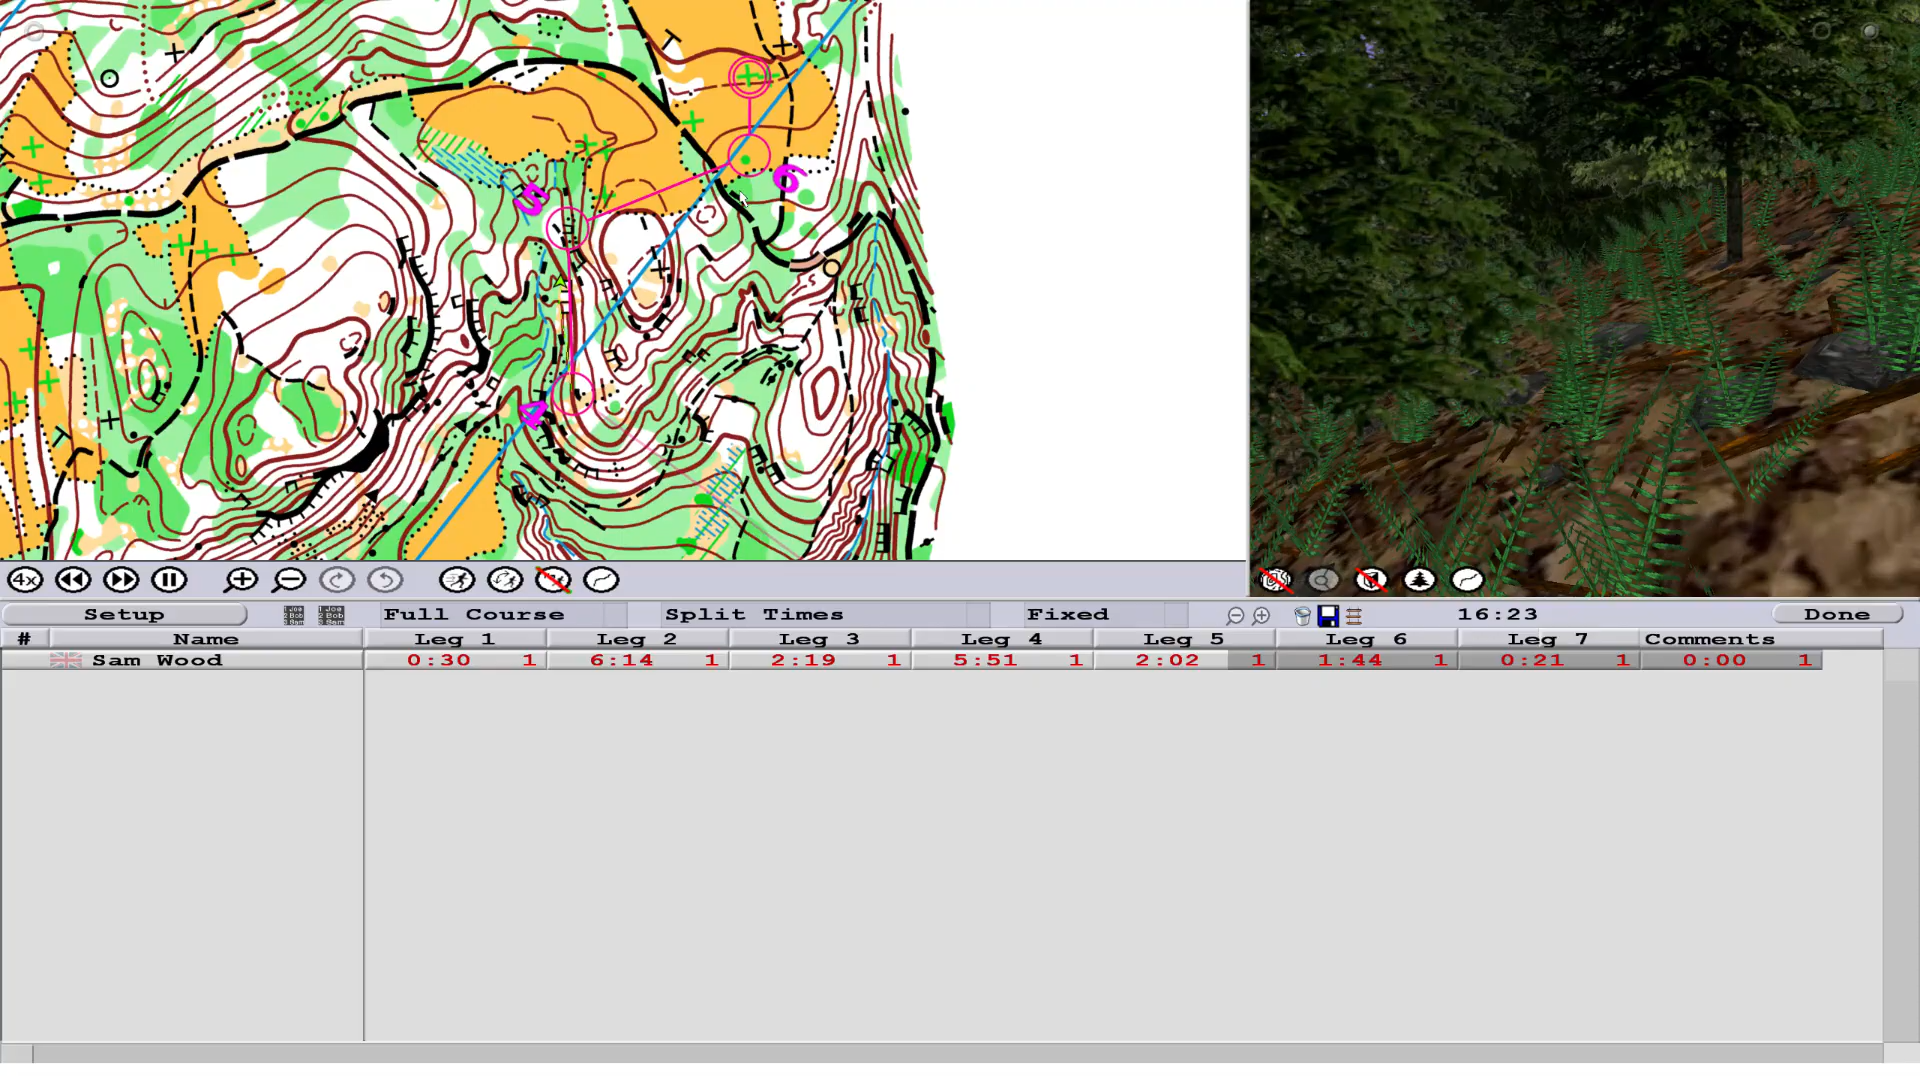 5
6
4
4x
Setup Full Course Split Times Fixed 16:23 Done
# Name Leg 1 Leg 2 Leg 3 Leg 4 Leg 5 Leg 6 Leg 7 Comments
Sam Wood 0:30 1 6:14 1 2:19 1 5:51 1 2:02 1 1:44 1 0:21 1 0:00 1